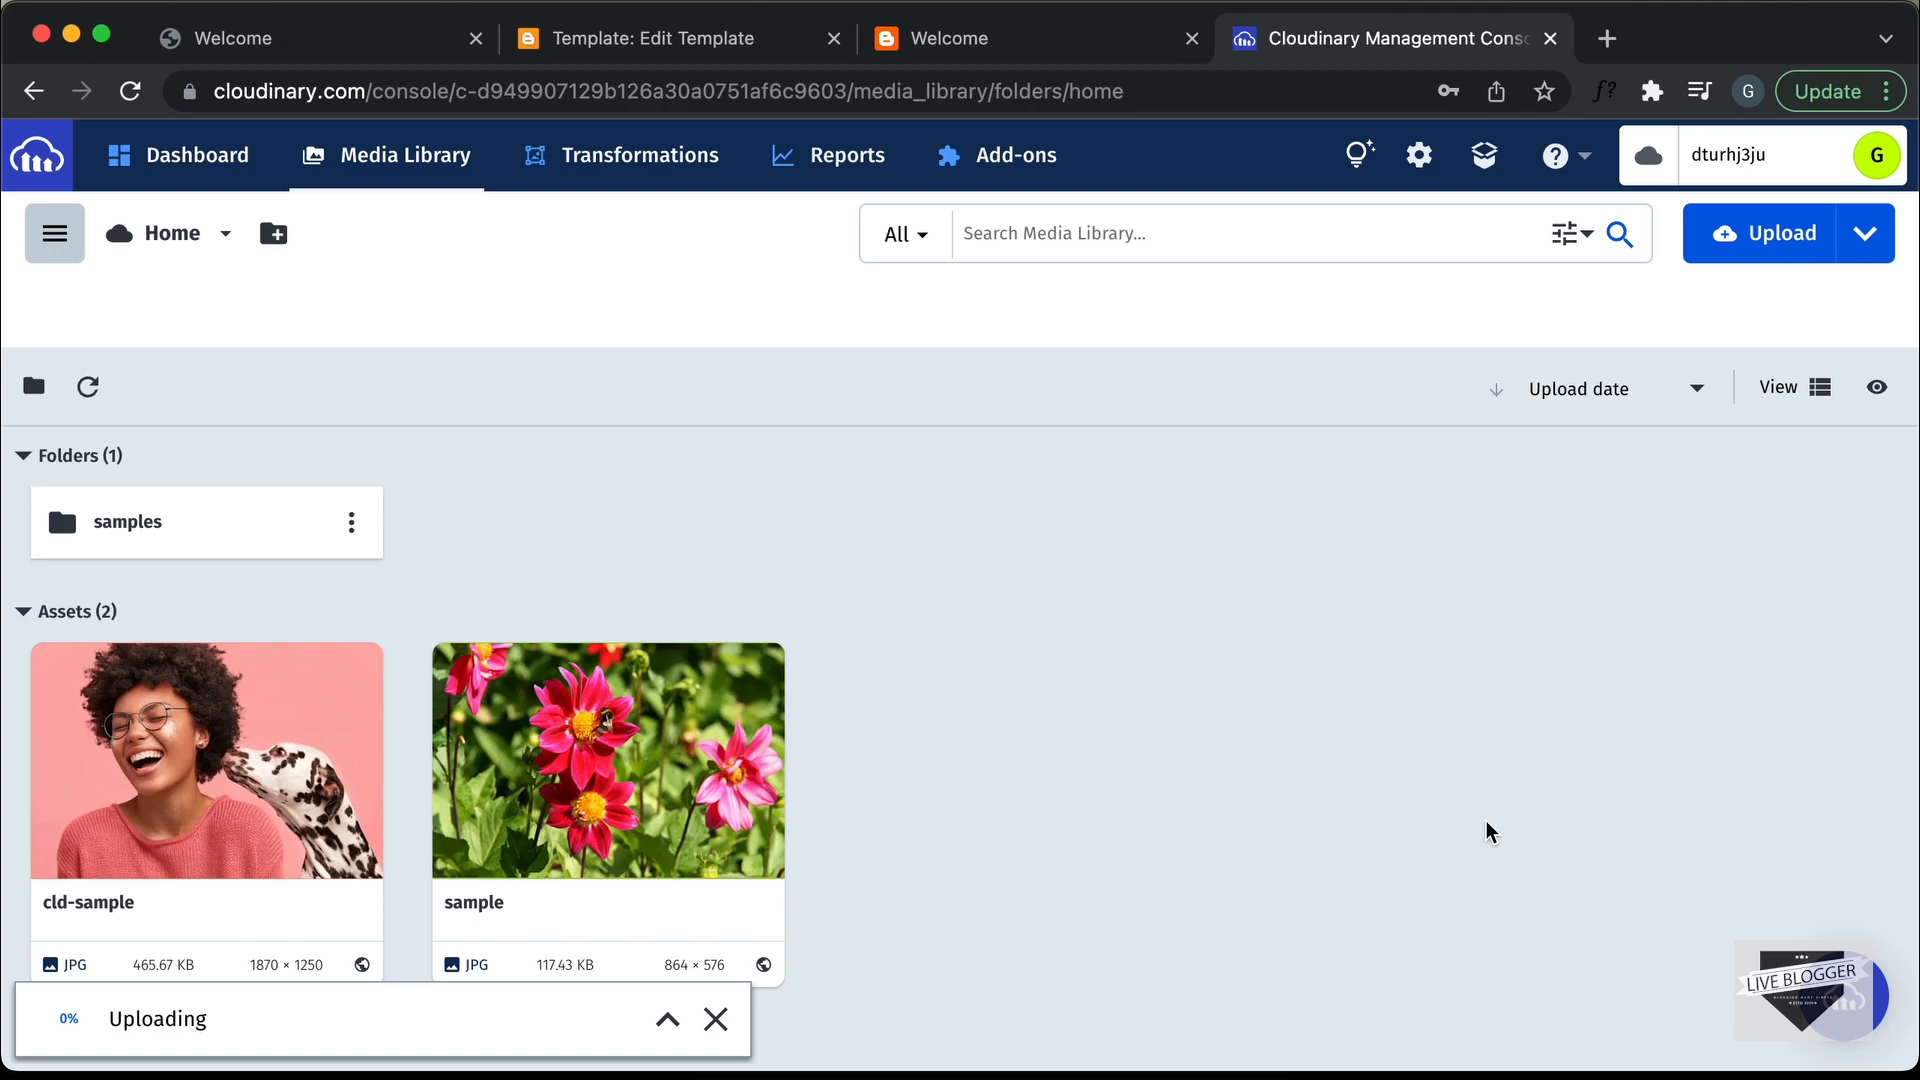 Welcome
Template: Edit Template
Welcome
Cloudinary Management Cons
cloudinary.com/console/c-d949907129b126a30a0751af6c9603/media_library/folders/home
f?
G
Update
Dashboard
Media Library
Transformations
Reports
Add-ons
dturhj3ju
G
Home
All
Search Media Library...
Upload
Upload date
View
Folders (1)
samples
Assets (2)
cld-sample
sample
JPG 465.67 KB 1870 × 1250
JPG 117.43 KB 864 × 576
0% Uploading
LIVE BLOGGER